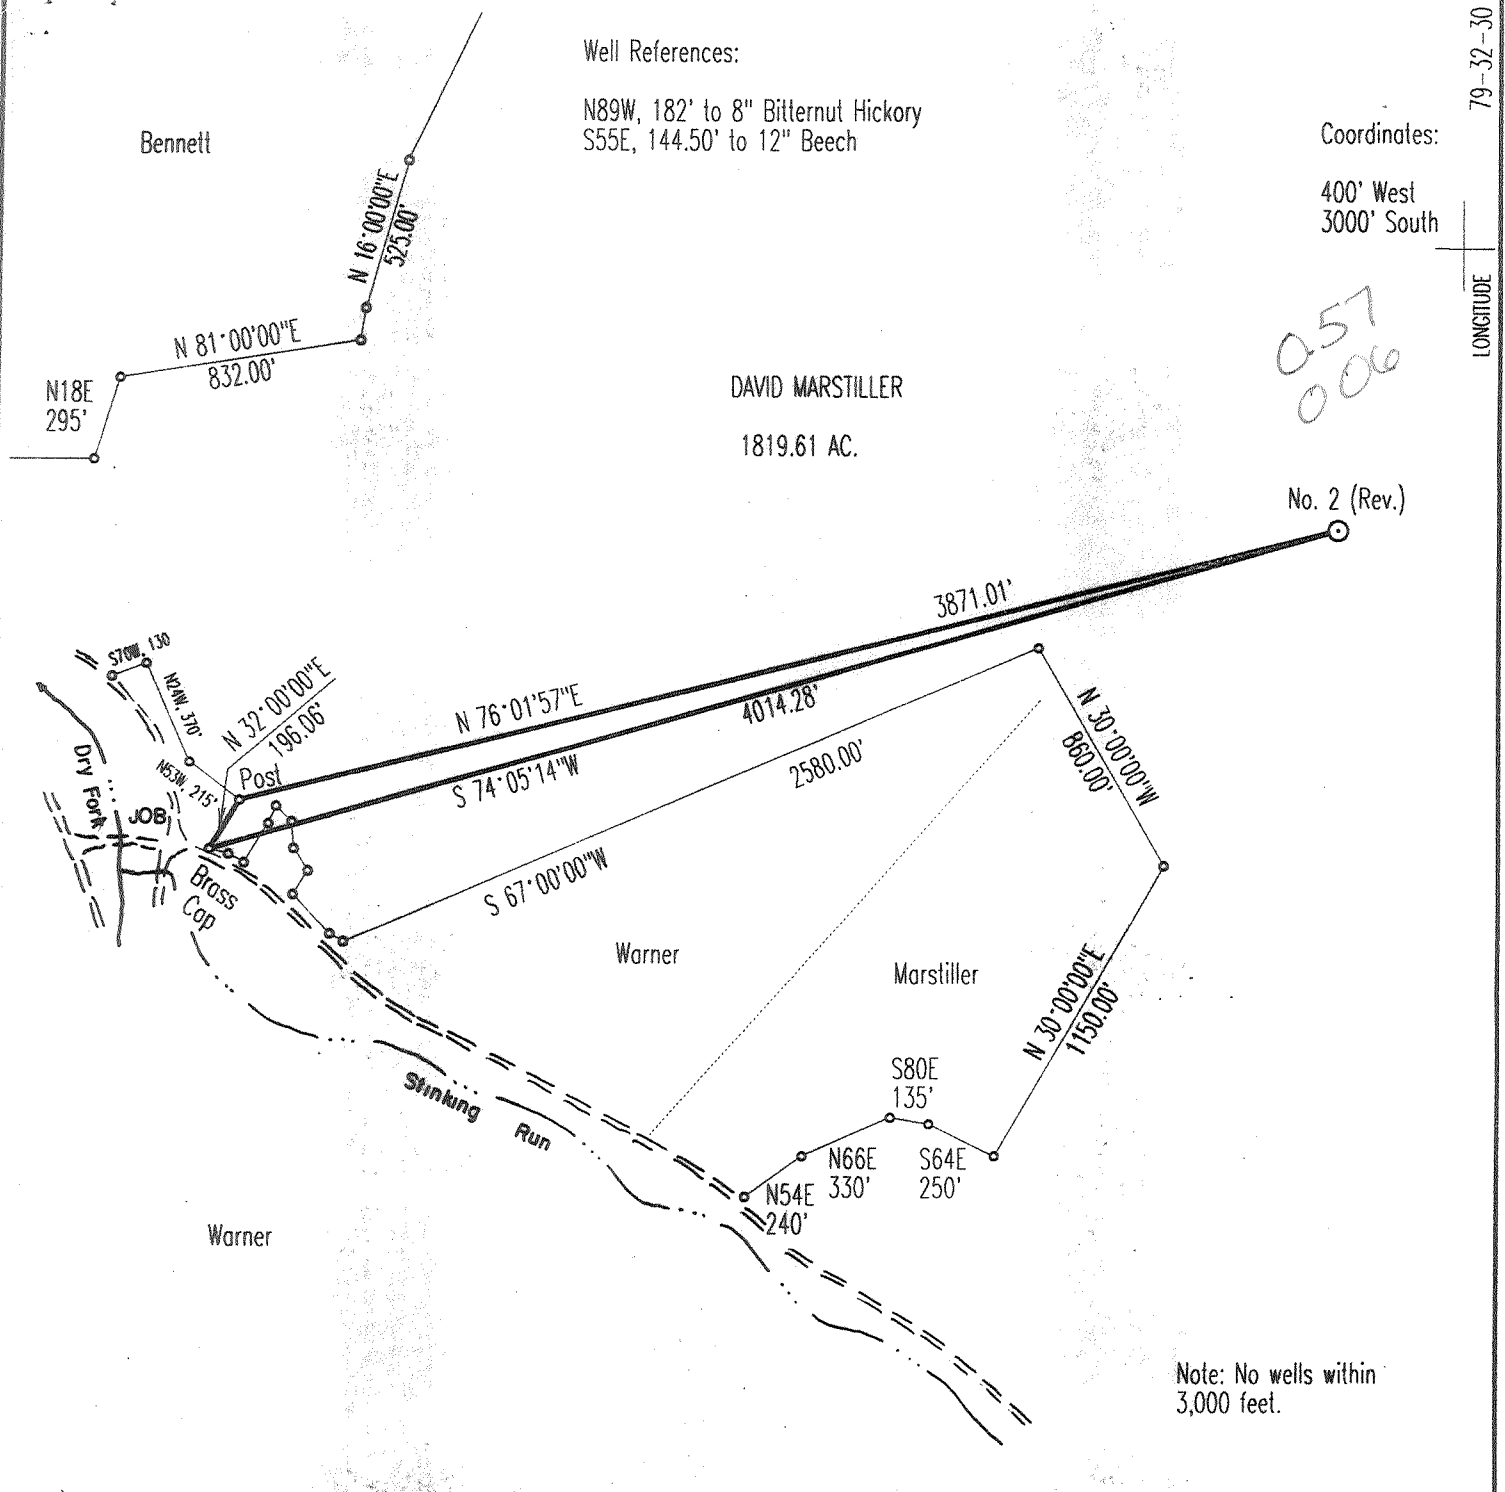 79-32-30
Well References:
N89W, 182' to 8" Bitternut Hickory
S55E, 144.50' to 12" Beech
Bennett
Coordinates:
400' West
3000' South
LONGITUDE
N 16°00'00"E
525.00'
N 81°00'00"E
832.00'
N18E
295'
0.57
0 06
DAVID MARSTILLER
1819.61 AC.
No. 2 (Rev.)
3871.01'
N 76°01'57"E
4014.28'
S 74°05'14"W
S70W, 130
N24W, 370'
N 32°00'00"E
196.06'
N53W, 215'
Post
Dry Fork
JOB
Brass
Cap
2580.00'
S 67°00'00"W
N 30°00'00"W
860.00'
Warner
Marstiller
N 30°00'00"E
1150.00'
S80E
135'
N66E
330'
S64E
250'
N54E
240'
Stinking
Run
Warner
Note: No wells within
3,000 feet.